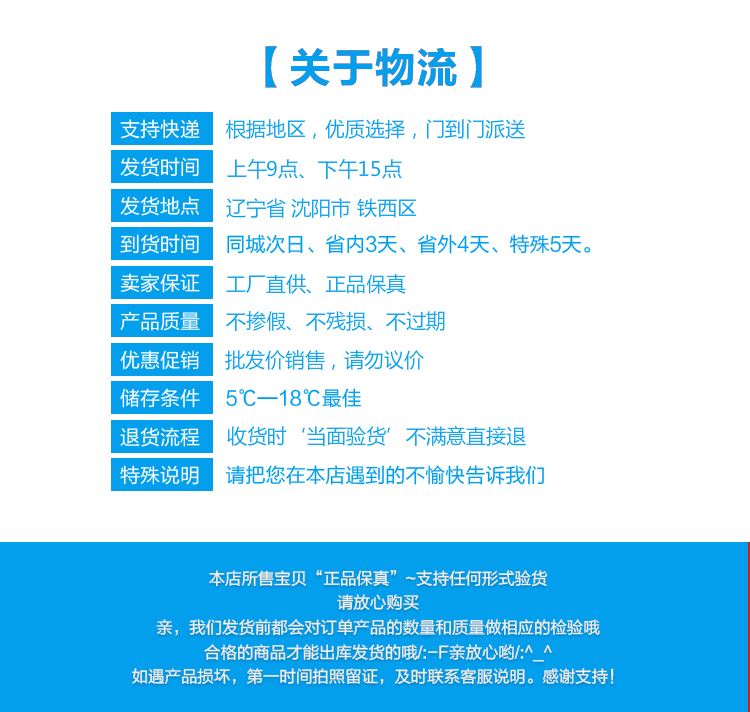 【关于物流】
支持快递 根据地区，优质选择，门到门派送
发货时间 上午9点、下午15点
发货地点 辽宁省 沈阳市 铁西区
到货时间 同城次日、省内3天、省外4天、特殊5天。
卖家保证 工厂直供、正品保真
产品质量 不掺假、不残损、不过期
优惠促销 批发价销售，请勿议价
储存条件 5℃—18℃最佳
退货流程 收货时‘当面验货’不满意直接退
特殊说明 请把您在本店遇到的不愉快告诉我们
本店所售宝贝“正品保真”~支持任何形式验货
请放心购买
亲，我们发货前都会对订单产品的数量和质量做相应的检验哦
合格的商品才能出库发货的哦/:-F亲放心哟/:^_^
如遇产品损坏，第一时间拍照留证，及时联系客服说明。感谢支持！